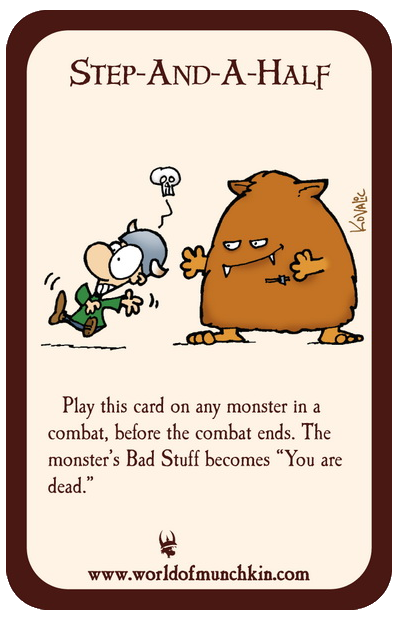 Step-And-A-Half
Kovalic
Play this card on any monster in a
combat, before the combat ends. The
monster's Bad Stuff becomes “You are
dead.”
www.worldofmunchkin.com